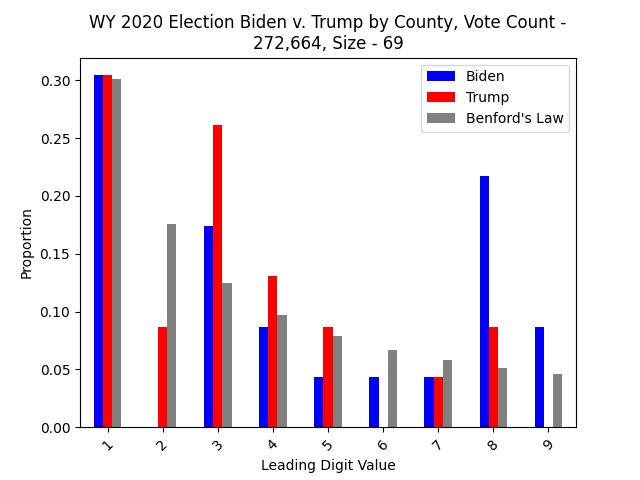 WY 2020 Election Biden v. Trump by County, Vote Count -
272,664, Size - 69
Biden
Trump
Benford's Law
0.30
0.25
0.20
0.15
0.10
0.05
0.00
Proportion
1 2 3 4 5 6 7 8 9
Leading Digit Value